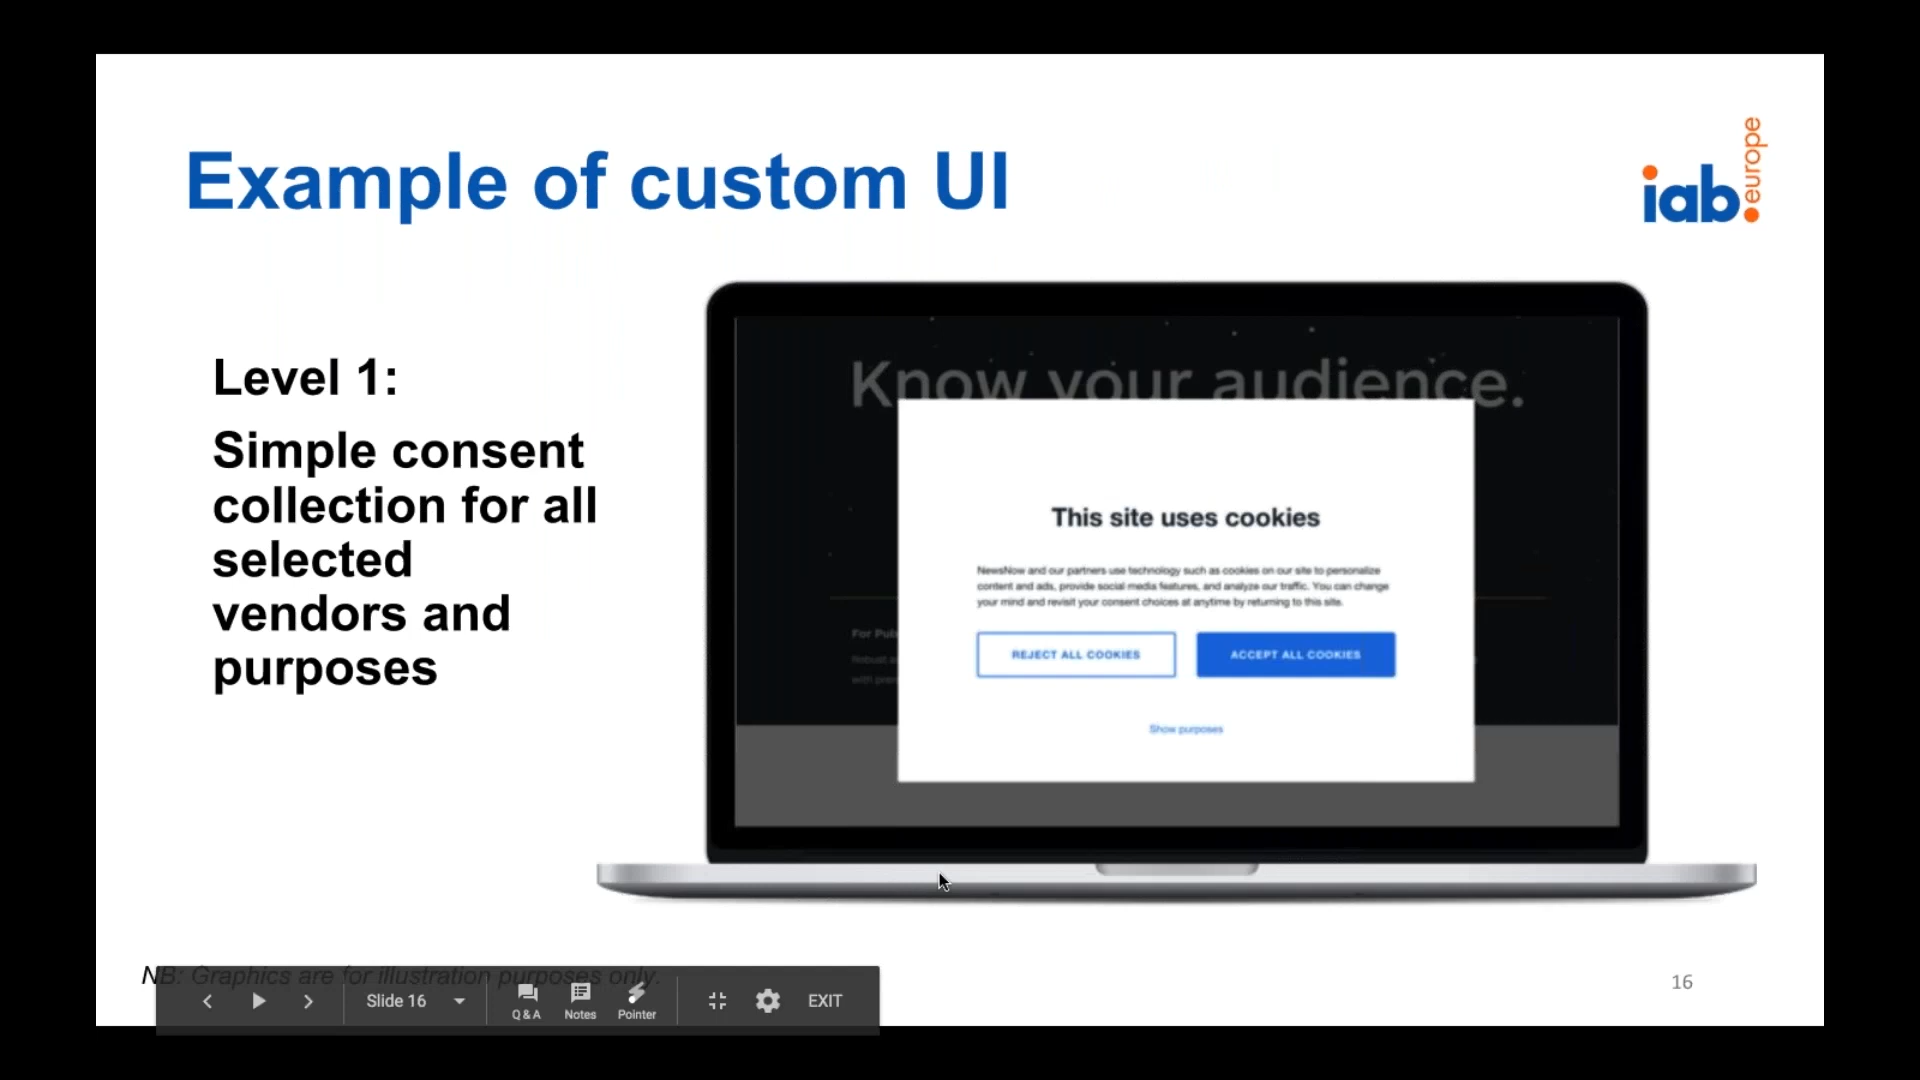 Example of custom UI
iab.europe
Level 1:
Simple consent
collection for all
selected
vendors and
purposes
Know your audience.
This site uses cookies
NewsNow and our partners use technology such as cookies on our site to personalize
content and ads, provide social media features, and analyze our traffic. You can change
your mind and revisit your consent choices at anytime by returning to this site.
REJECT ALL COOKIES
ACCEPT ALL COOKIES
Show purposes
For
with
NB: Graphics are for illustration purposes only.
16
Slide 16
Q & A
Notes
Pointer
EXIT